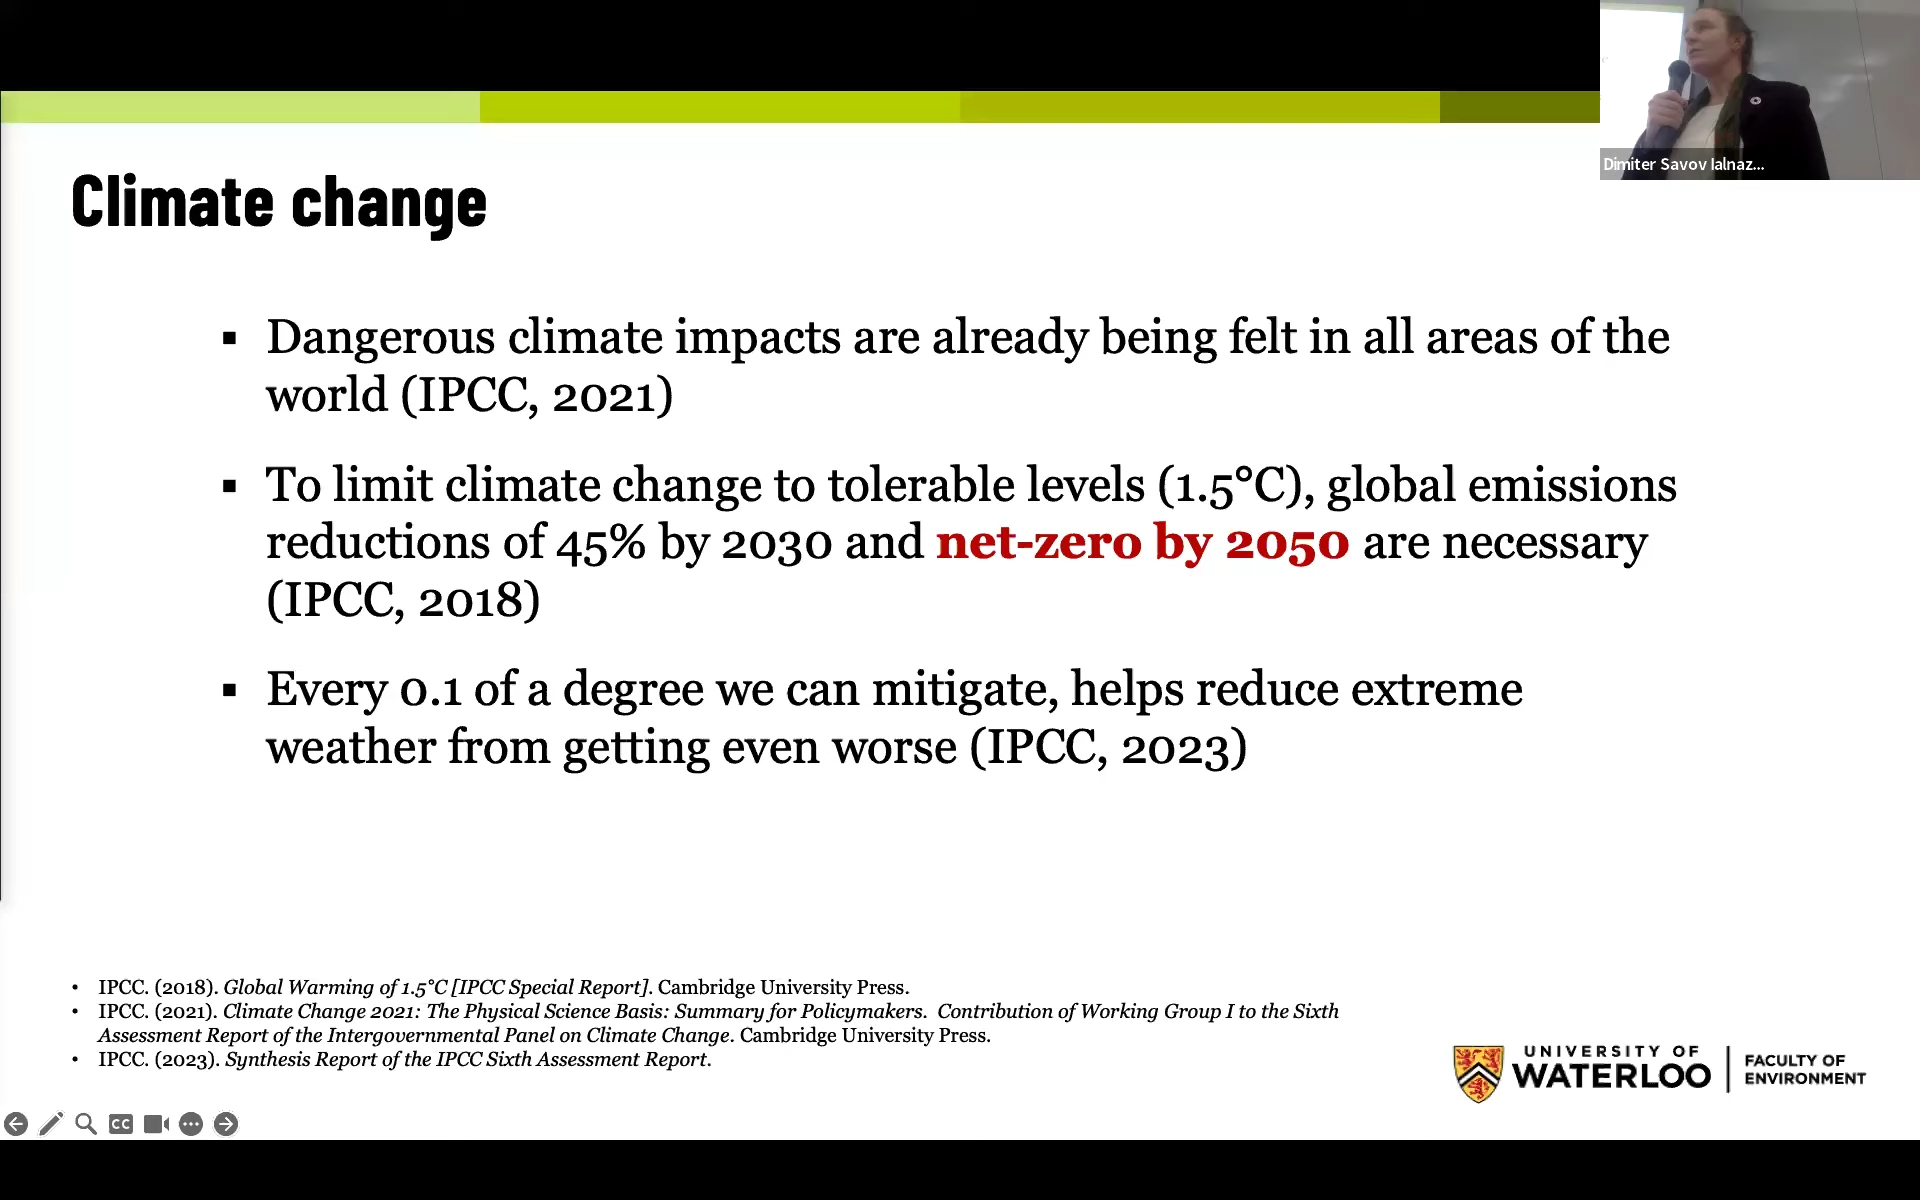 Dimiter Savov Ialnaz...
Climate change
▪ Dangerous climate impacts are already being felt in all areas of the
world (IPCC, 2021)
▪ To limit climate change to tolerable levels (1.5°C), global emissions
reductions of 45% by 2030 and net-zero by 2050 are necessary
(IPCC, 2018)
▪ Every 0.1 of a degree we can mitigate, helps reduce extreme
weather from getting even worse (IPCC, 2023)
• IPCC. (2018). Global Warming of 1.5°C [IPCC Special Report]. Cambridge University Press.
• IPCC. (2021). Climate Change 2021: The Physical Science Basis: Summary for Policymakers. Contribution of Working Group I to the Sixth
Assessment Report of the Intergovernmental Panel on Climate Change. Cambridge University Press.
• IPCC. (2023). Synthesis Report of the IPCC Sixth Assessment Report.
UNIVERSITY OF
WATERLOO
FACULTY OF
ENVIRONMENT
CC